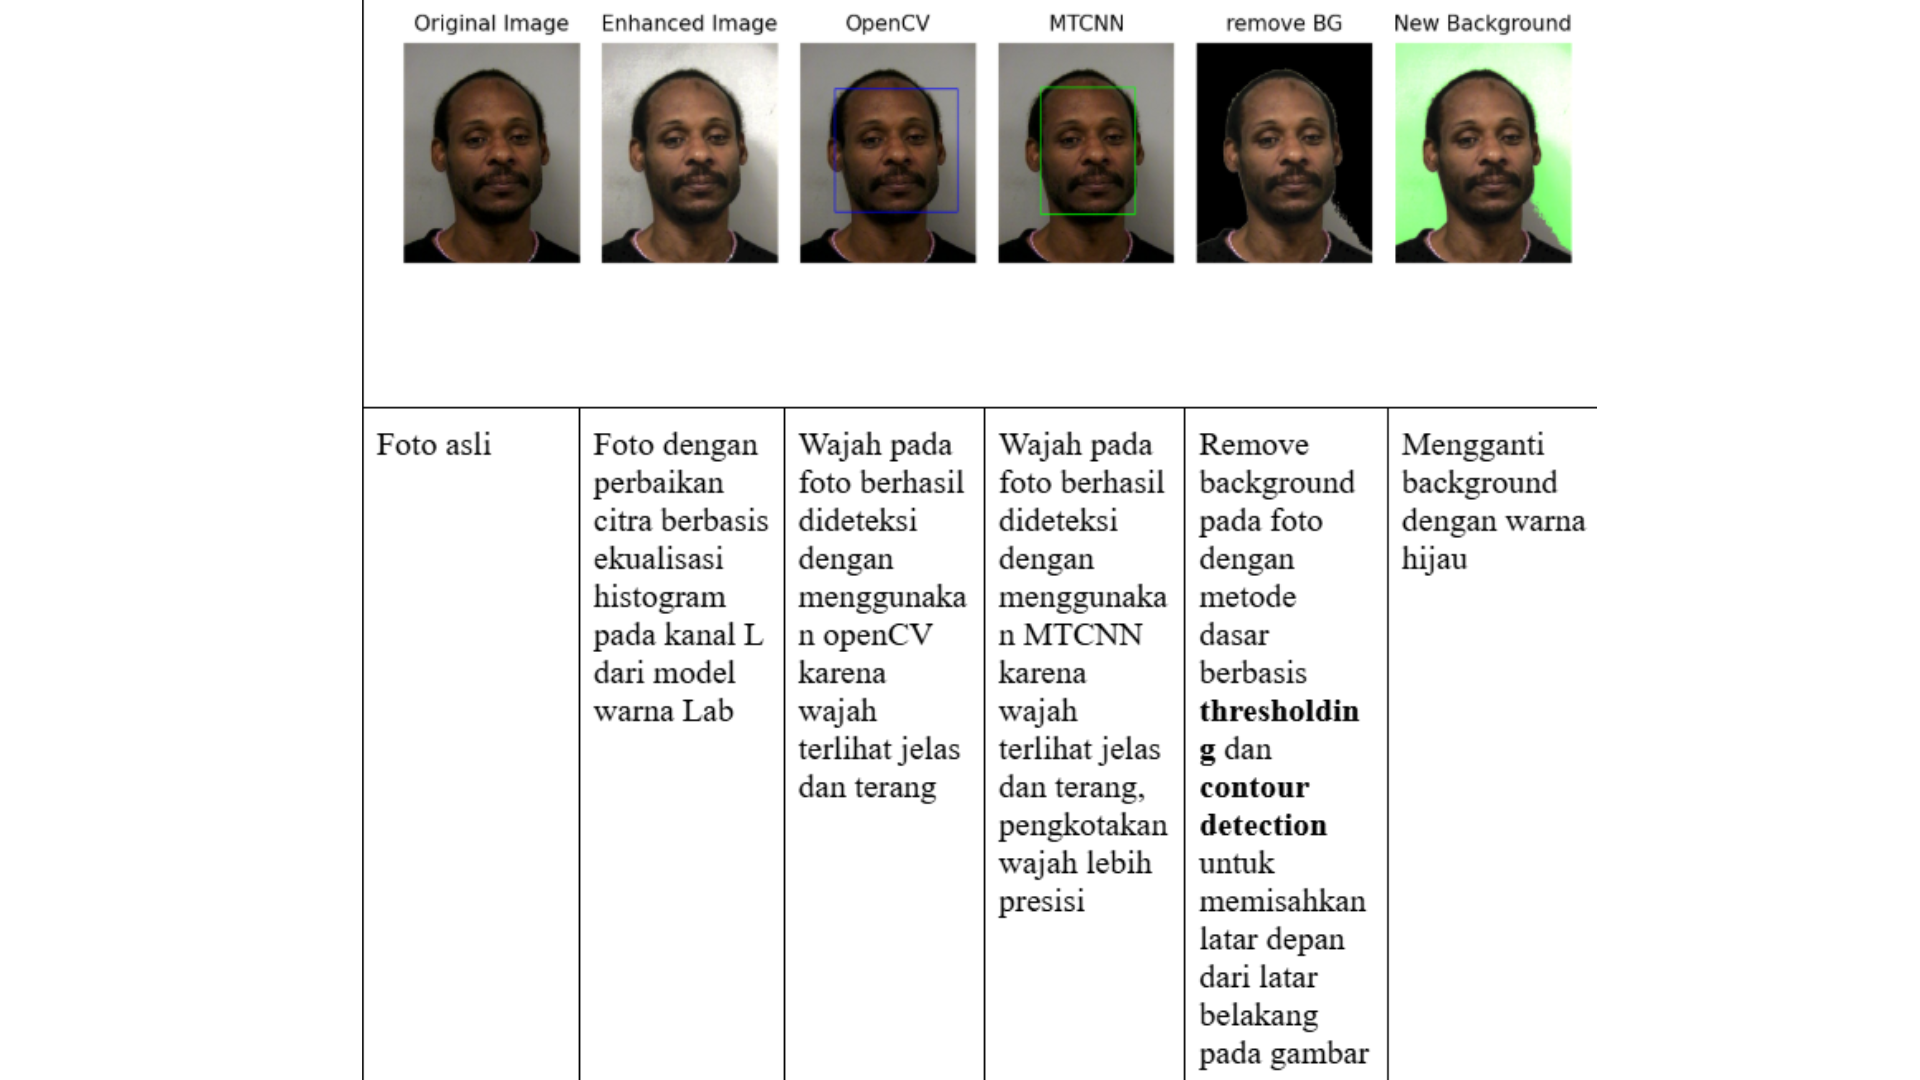 Original Image
Enhanced Image
OpenCV
MTCNN
remove BG
New Background
Foto asli
Foto dengan
perbaikan
citra berbasis
ekualisasi
histogram
pada kanal L
dari model
warna Lab
Wajah pada
foto berhasil
dideteksi
dengan
menggunaka
n openCV
karena
wajah
terlihat jelas
dan terang
Wajah pada
foto berhasil
dideteksi
dengan
menggunaka
n MTCNN
karena
wajah
terlihat jelas
dan terang,
pengkotakan
wajah lebih
presisi
Remove
background
pada foto
dengan
metode
dasar
berbasis
thresholdin
g dan
contour
detection
untuk
memisahkan
latar depan
dari latar
belakang
pada gambar
Mengganti
background
dengan warna
hijau